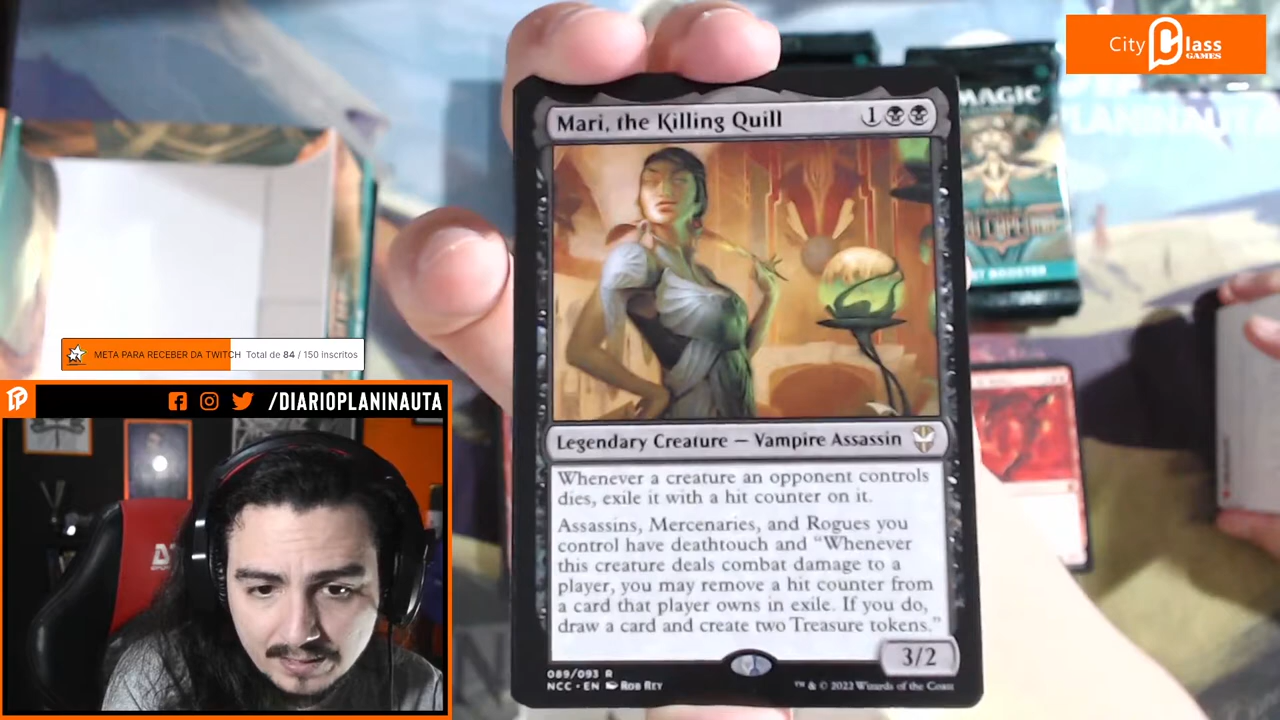 City Class
GAMES
MAGIC
PLANINAUTA
BOOSTER
Mari, the Killing Quill
1
META PARA RECEBER DA TWITCH Total de 84 / 150 inscritos
/DIARIOPLANINAUTA
Legendary Creature — Vampire Assassin
Whenever a creature an opponent controls
dies, exile it with a hit counter on it.
Assassins, Mercenaries, and Rogues you
control have deathtouch and “Whenever
this creature deals combat damage to a
player, you may remove a hit counter from
a card that player owns in exile. If you do,
draw a card and create two Treasure tokens.”
3/2
089/093 R
NCC • EN Rob Rey
™ & © 2022 Wizards of the Coast